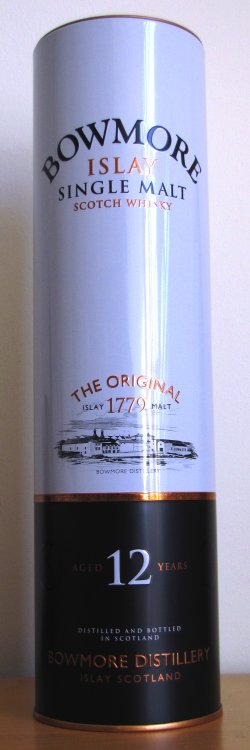 BOWMORE
ISLAY
SINGLE MALT
SCOTCH WHISKY
THE ORIGINAL
ISLAY 1779 MALT
BOWMORE DISTILLERY
AGED 12 YEARS
DISTILLED AND BOTTLED
IN SCOTLAND
BOWMORE DISTILLERY
ISLAY SCOTLAND